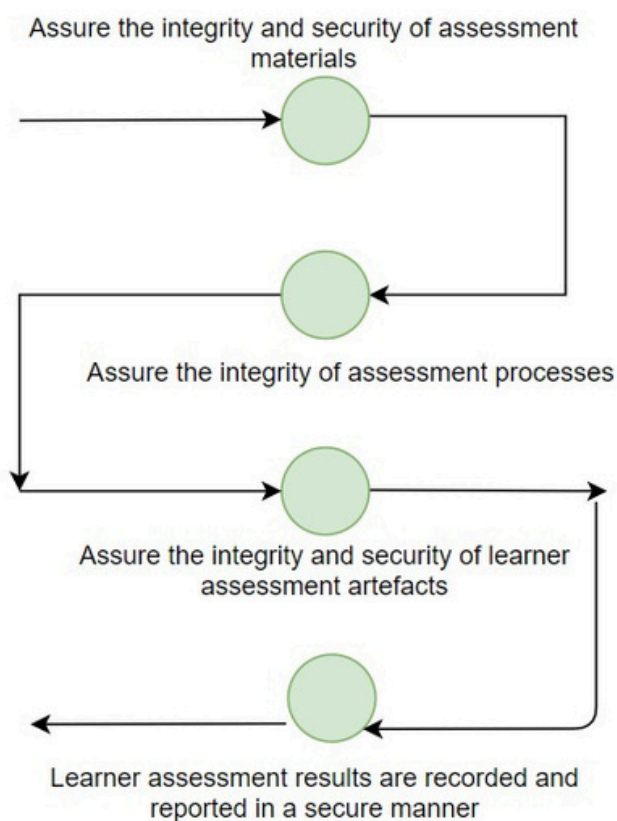 Assure the integrity and security of assessment
materials
Assure the integrity of assessment processes
Assure the integrity and security of learner
assessment artefacts
Learner assessment results are recorded and
reported in a secure manner